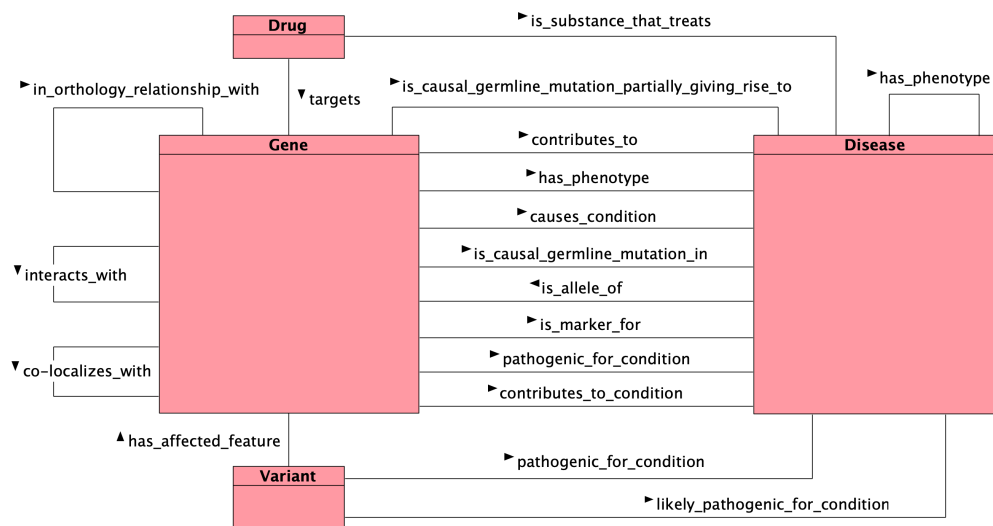 Drug
is_substance_that_treats
targets
in_orthology_relationship_with
is_causal_germline_mutation_partially_giving_rise_to
has_phenotype
Gene
Disease
contributes_to
has_phenotype
causes_condition
is_causal_germline_mutation_in
interacts_with
is_allele_of
is_marker_for
pathogenic_for_condition
co-localizes_with
contributes_to_condition
has_affected_feature
pathogenic_for_condition
Variant
likely_pathogenic_for_condition